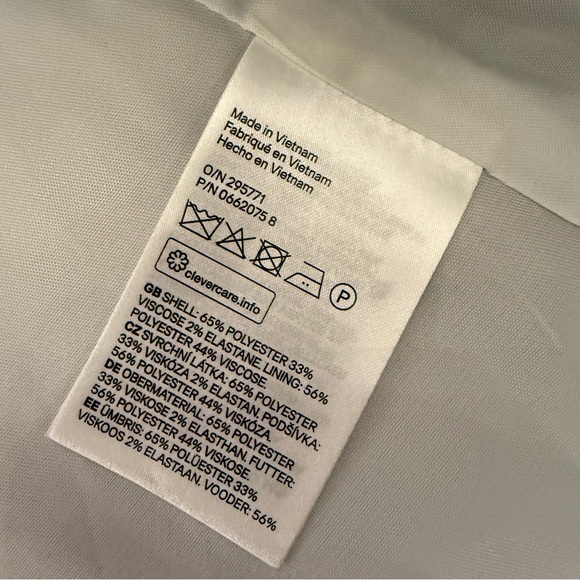 Made in Vietnam
Fabriqué en Vietnam
Hecho en Vietnam
O/N 295771
P/N 0662075 8
P
clevercare.info
GB SHELL: 65% POLYESTER 33%
VISCOSE 2% ELASTANE. LINING: 56%
POLYESTER 44% VISCOSE
CZ SVRCHNÍ LÁTKA: 65% POLYESTER
33% VISKÓZA 2% ELASTAN. PODŠÍVKA:
56% POLYESTER 44% VISKÓZA.
DE OBERMATERIAL: 65% POLYESTER
33% VISKOSE 2% ELASTHAN. FUTTER:
56% POLYESTER 44% VISKOSE.
EE ÜMBRIS: 65% POLÜESTER 33%
VISKOOS 2% ELASTAAN. VOODER: 56%